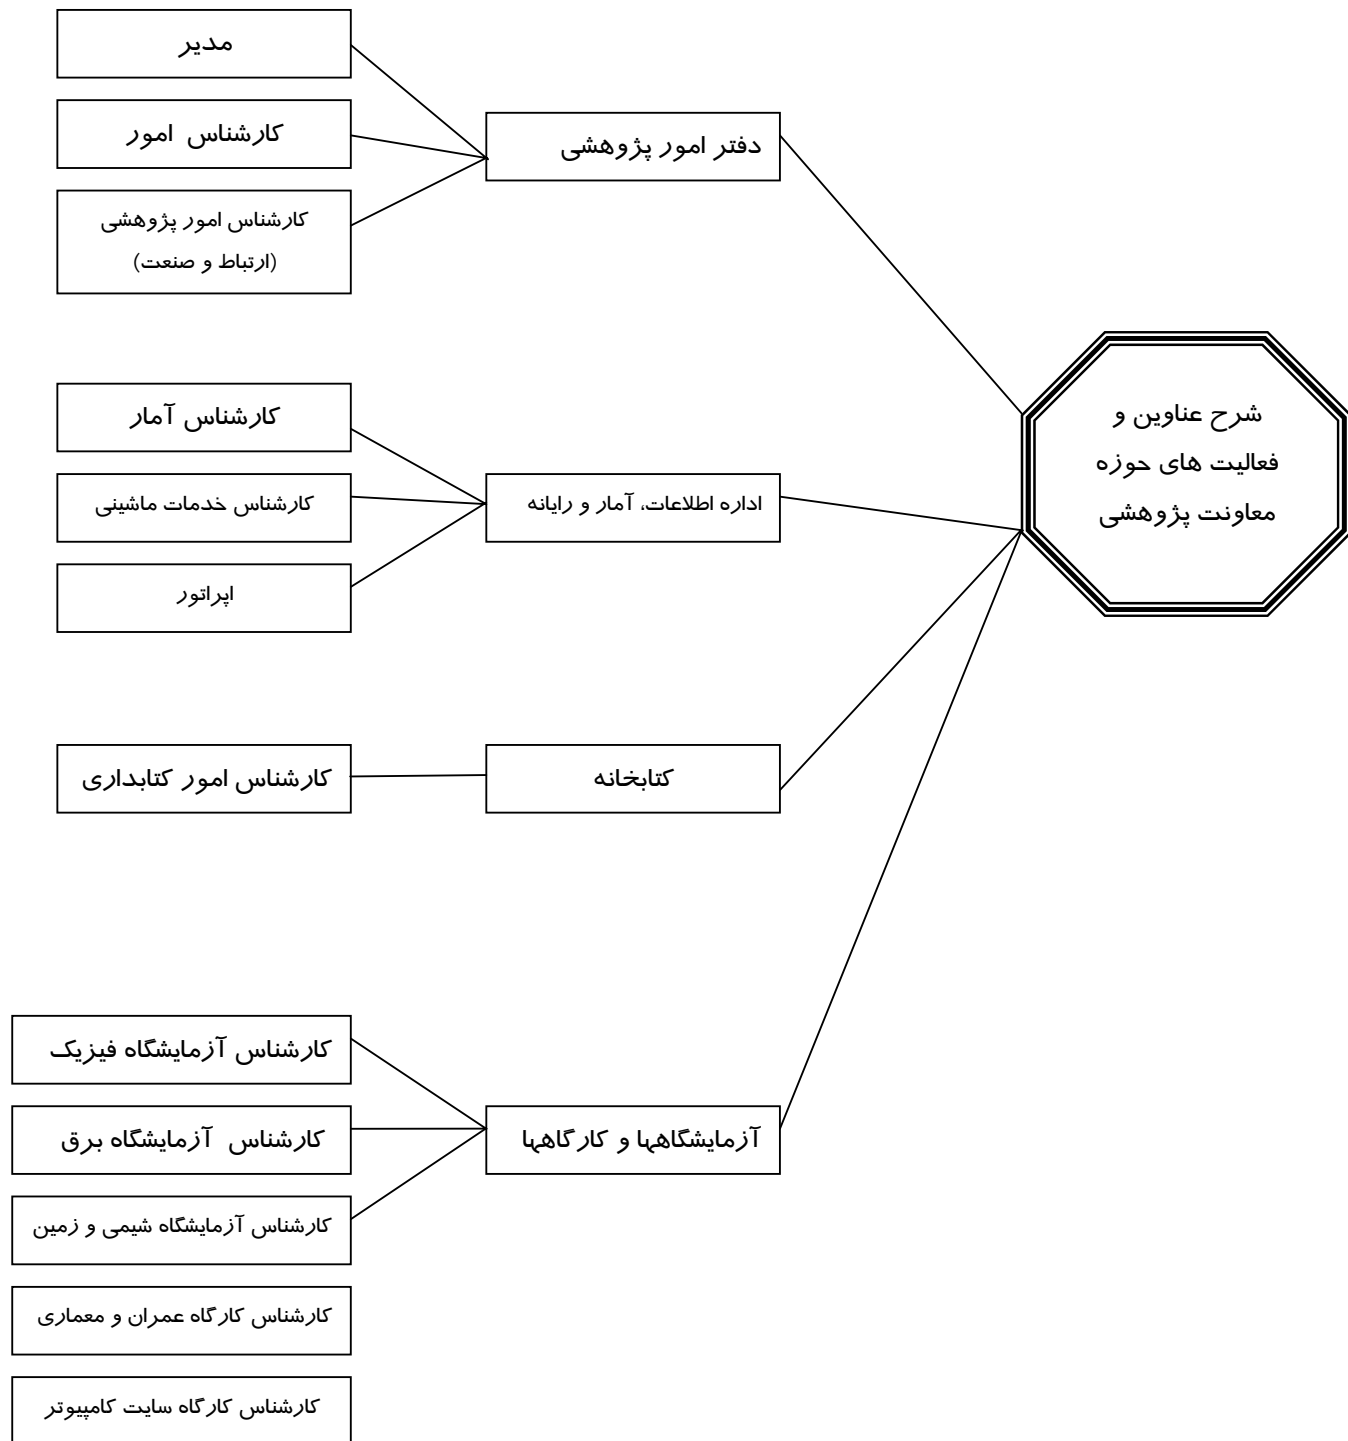 شرح عناوین و
فعالیت های حوزه
معاونت پژوهشی
دفتر امور پژوهشی
مدیر
کارشناس امور
کارشناس امور پژوهشی
(ارتباط و صنعت)
اداره اطلاعات، آمار و رایانه
کارشناس آمار
کارشناس خدمات ماشینی
اپراتور
کتابخانه
کارشناس امور کتابداری
آزمایشگاهها و کارگاهها
کارشناس آزمایشگاه فیزیک
کارشناس آزمایشگاه برق
کارشناس آزمایشگاه شیمی و زمین
کارشناس کارگاه عمران و معماری
کارشناس کارگاه سایت کامپیوتر